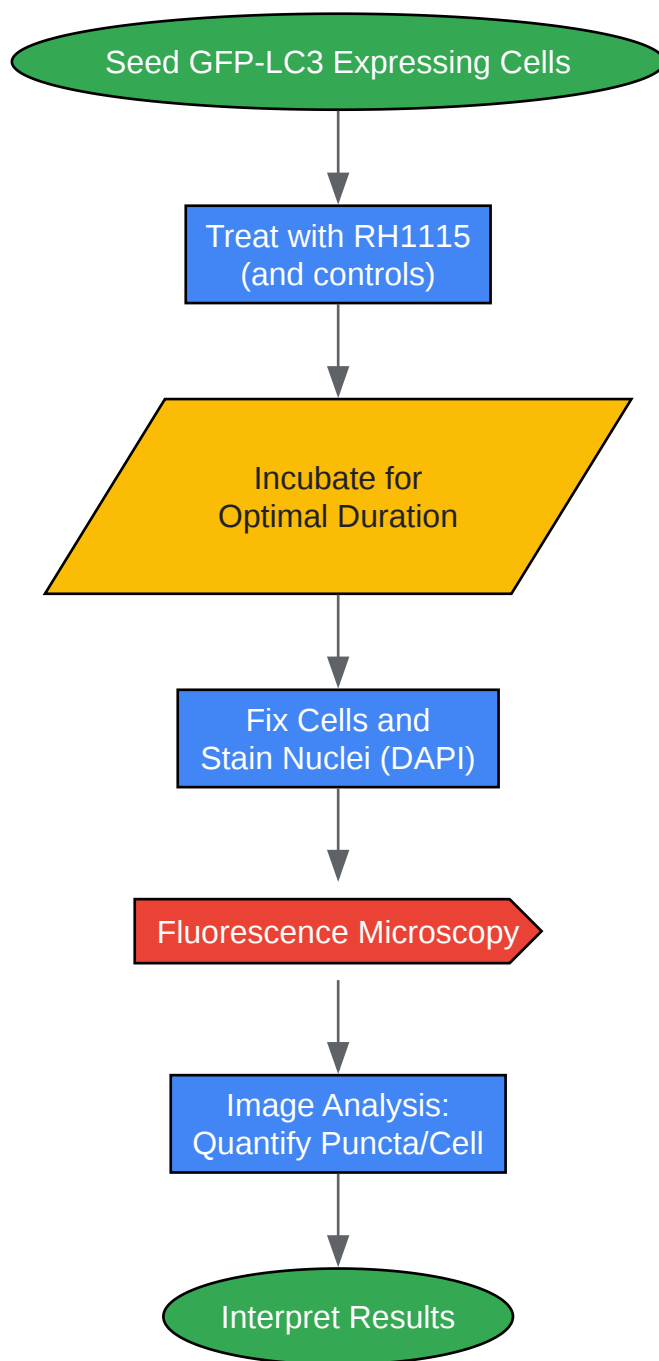 Seed GFP-LC3 Expressing Cells
Treat with RH1115
(and controls)
Incubate for
Optimal Duration
Fix Cells and
Stain Nuclei (DAPI)
Fluorescence Microscopy
Image Analysis:
Quantify Puncta/Cell
Interpret Results